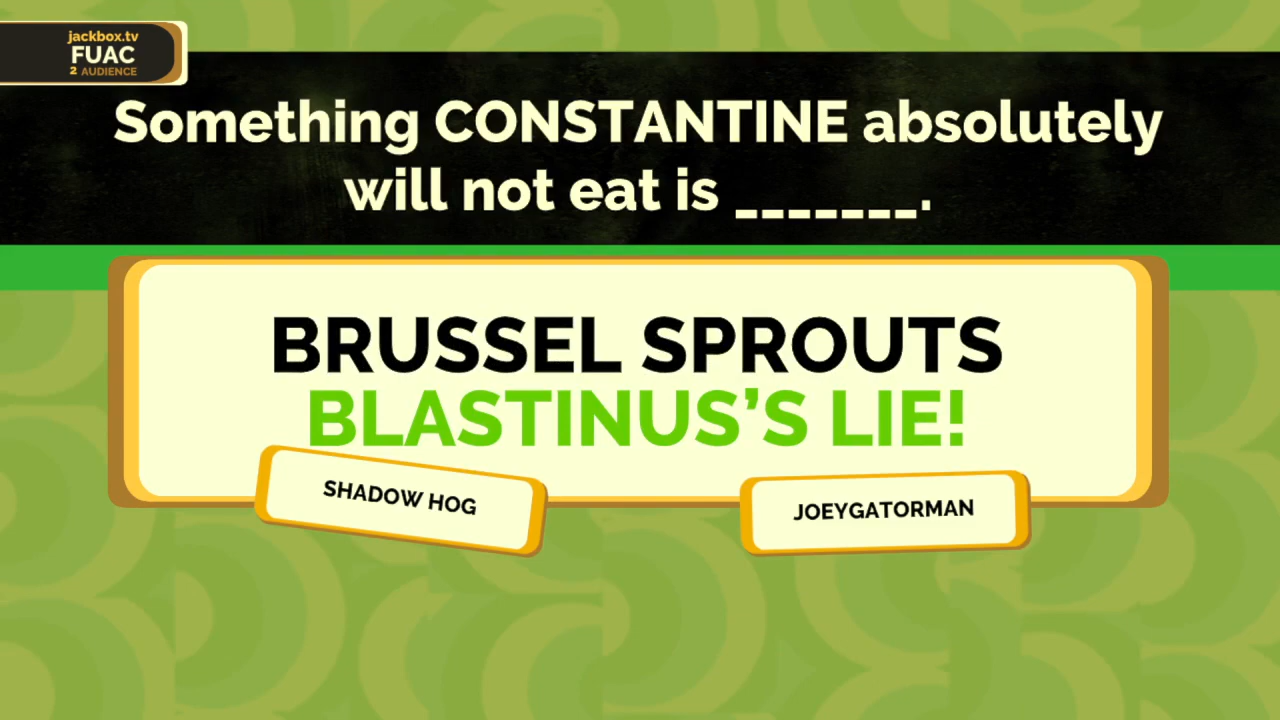 jackbox.tv
FUAC
2 AUDIENCE
Something CONSTANTINE absolutely
will not eat is _______.
BRUSSEL SPROUTS
BLASTINUS’S LIE!
SHADOW HOG
JOEYGATORMAN